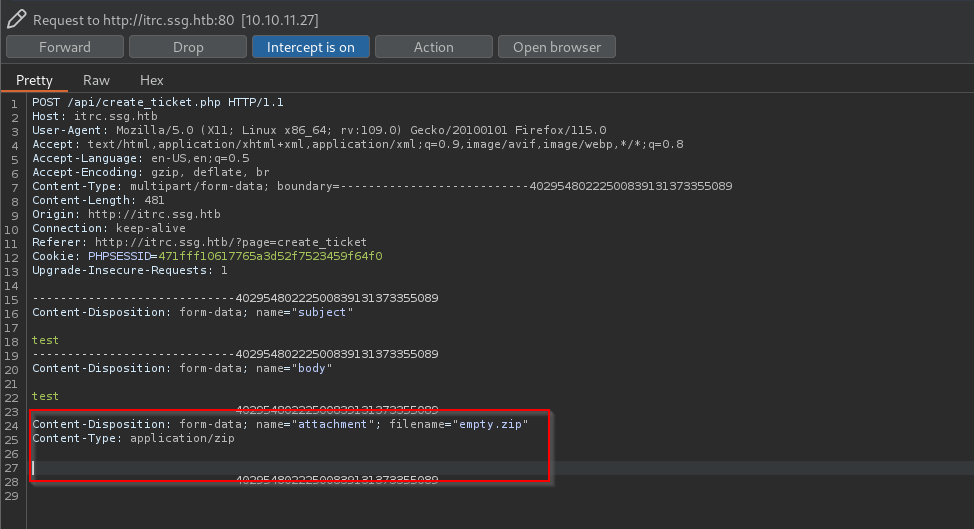 Request to http://itrc.ssg.htb:80 [10.10.11.27]
Forward Drop Intercept is on Action Open browser
Pretty Raw Hex
1 POST /api/create_ticket.php HTTP/1.1
2 Host: itrc.ssg.htb
3 User-Agent: Mozilla/5.0 (X11; Linux x86_64; rv:109.0) Gecko/20100101 Firefox/115.0
4 Accept: text/html,application/xhtml+xml,application/xml;q=0.9,image/avif,image/webp,*/*;q=0.8
5 Accept-Language: en-US,en;q=0.5
6 Accept-Encoding: gzip, deflate, br
7 Content-Type: multipart/form-data; boundary=---------------------------402954802225008391313733550​89
8 Content-Length: 481
9 Origin: http://itrc.ssg.htb
10 Connection: keep-alive
11 Referer: http://itrc.ssg.htb/?page=create_ticket
12 Cookie: PHPSESSID=471fff10617765a3d52f7523459f64f0
13 Upgrade-Insecure-Requests: 1
14
15 -----------------------------40295480222500839131373355089
16 Content-Disposition: form-data; name="subject"
17
18 test
19 -----------------------------40295480222500839131373355089
20 Content-Disposition: form-data; name="body"
21
22 test
23 -----------------------------40295480222500839131373355089
24 Content-Disposition: form-data; name="attachment"; filename="empty.zip"
25 Content-Type: application/zip
26
27
28 -----------------------------40295480222500839131373355089
29